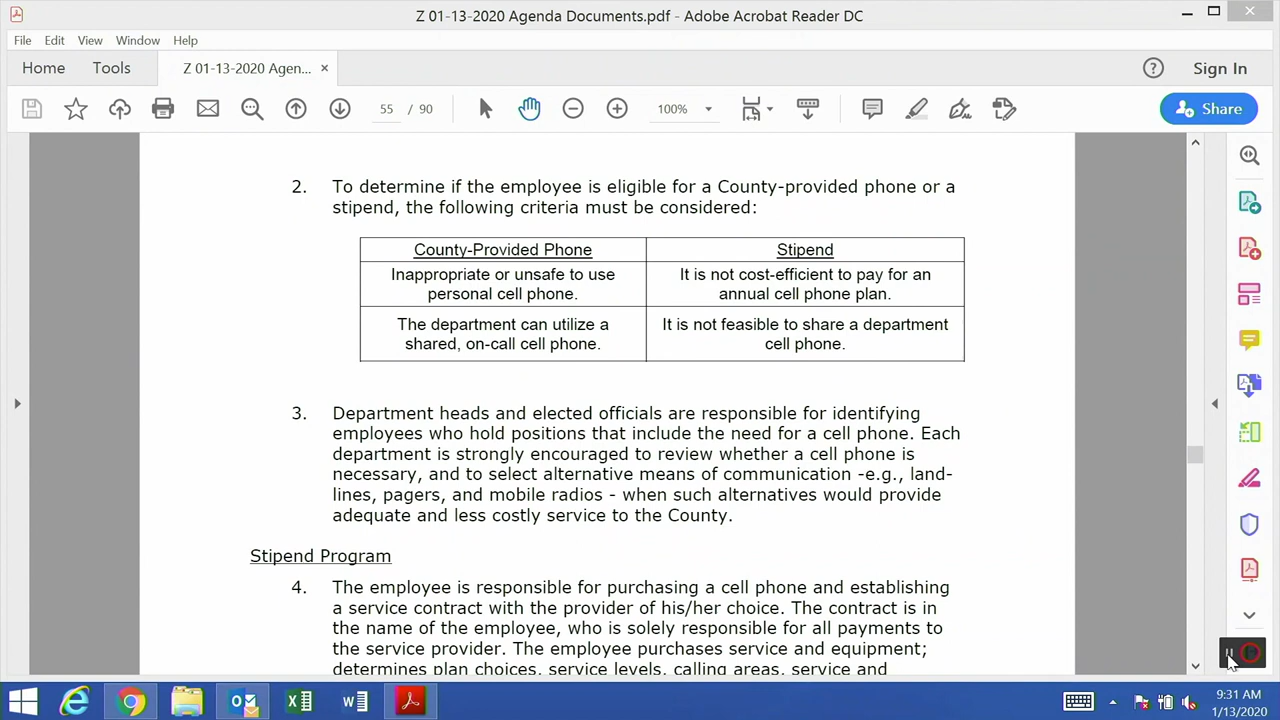 Z 01-13-2020 Agenda Documents.pdf - Adobe Acrobat Reader DC
File Edit View Window Help
Home Tools Z 01-13-2020 Agen... × Sign In
55 / 90 100% Share
2. To determine if the employee is eligible for a County-provided phone or a
stipend, the following criteria must be considered:
County-Provided Phone Stipend
Inappropriate or unsafe to use It is not cost-efficient to pay for an
personal cell phone. annual cell phone plan.
The department can utilize a It is not feasible to share a department
shared, on-call cell phone. cell phone.
3. Department heads and elected officials are responsible for identifying
employees who hold positions that include the need for a cell phone. Each
department is strongly encouraged to review whether a cell phone is
necessary, and to select alternative means of communication -e.g., land-
lines, pagers, and mobile radios - when such alternatives would provide
adequate and less costly service to the County.
Stipend Program
4. The employee is responsible for purchasing a cell phone and establishing
a service contract with the provider of his/her choice. The contract is in
the name of the employee, who is solely responsible for all payments to
the service provider. The employee purchases service and equipment;
determines plan choices, service levels, calling areas, service and
9:31 AM
1/13/2020